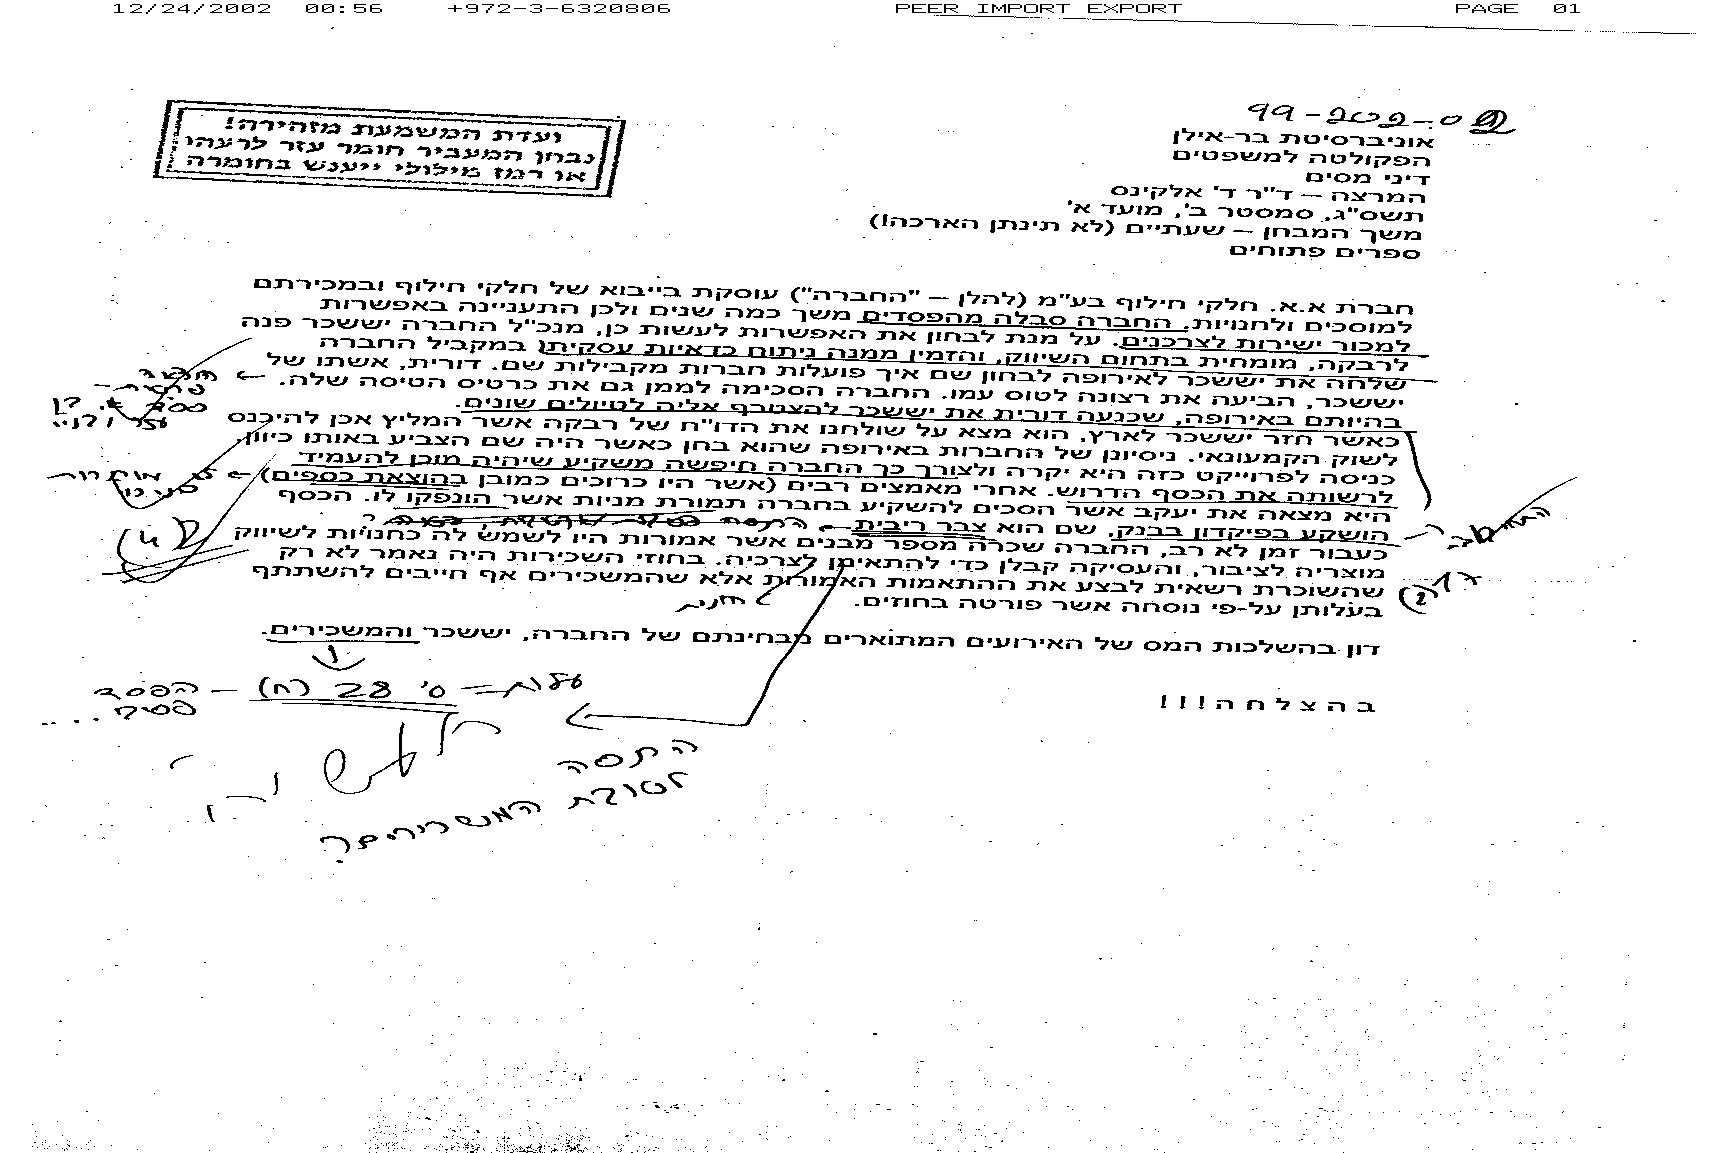 12/24/2002 00:56 +972-3-6320806 PEER IMPORT EXPORT PAGE 01
99-202-02
ועדת המשמעת מזהירה!
נבחן המעביר חומר עזר לרעהו
או רמז מילולי ייענש בחומרה
אוניברסיטת בר-אילן
הפקולטה למשפטים
דיני מסים
המרצה – ד"ר ד' אלקינס
תשס"ג, סמסטר ב', מועד א'
משך המבחן – שעתיים (לא תינתן הארכה!)
ספרים פתוחים
חברת א.א. חלקי חילוף בע"מ (להלן – "החברה") עוסקת בייבוא של חלקי חילוף ובמכירתם
למוסכים ולחנויות. החברה סבלה מהפסדים משך כמה שנים ולכן התעניינה באפשרות
למכור ישירות לצרכנים. על מנת לבחון את האפשרות לעשות כן, מנכ"ל החברה יששכר פנה
לרבקה, מומחית בתחום השיווק, והזמין ממנה ניתוח כדאיות עסקית. במקביל החברה
שלחה את יששכר לאירופה לבחון שם איך פועלות חברות מקבילות שם. דורית, אשתו של
יששכר, הביעה את רצונה לטוס עמו. החברה הסכימה לממן גם את כרטיס הטיסה שלה.
בהיותם באירופה, שכנעה דורית את יששכר להצטרף אליה לטיולים שונים.
כאשר חזר יששכר לארץ, הוא מצא על שולחנו את הדו"ח של רבקה אשר המליץ אכן להיכנס
לשוק הקמעונאי. ניסיונן של החברות באירופה שהוא בחן כאשר היה שם הצביע באותו כיוון.
כניסה לפרוייקט כזה היא יקרה ולצורך כך החברה חיפשה משקיע שיהיה מוכן להעמיד
לרשותה את הכסף הדרוש. אחרי מאמצים רבים (אשר היו כרוכים כמובן בהוצאת כספים)
היא מצאה את יעקב אשר הסכים להשקיע בחברה תמורת מניות אשר הונפקו לו. הכסף
הושקע בפיקדון בבנק, שם הוא צבר ריבית.
כעבור זמן לא רב, החברה שכרה מספר מבנים אשר אמורות היו לשמש לה כחנויות לשיווק
מוצריה לציבור, והעסיקה קבלן כדי להתאימן לצרכיה. בחוזי השכירות היה נאמר לא רק
שהשוכרת רשאית לבצע את ההתאמות האמורות אלא שהמשכירים אף חייבים להשתתף
בעלותן על-פי נוסחה אשר פורטה בחוזים.
דון בהשלכות המס של האירועים המתוארים מבחינתם של החברה, יששכר והמשכירים.
ס' 28 (ח) – הפסד
בהצלחה!!!
התאמה
לטובת המשכירים?